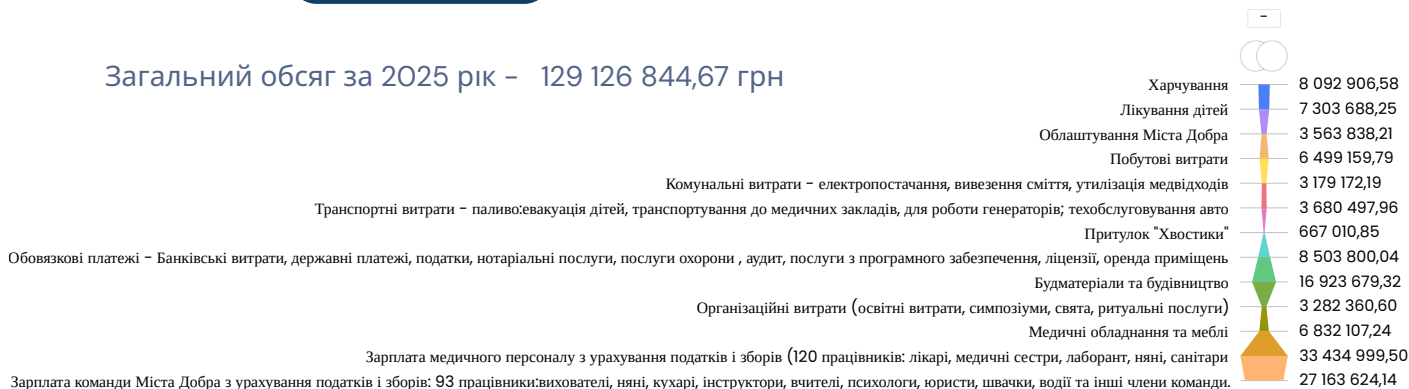 -
Загальний обсяг за 2025 рік - 129 126 844,67 грн
Харчування 8 092 906,58
Лікування дітей 7 303 688,25
Облаштування Міста Добра 3 563 838,21
Побутові витрати 6 499 159,79
Комунальні витрати - електропостачання, вивезення сміття, утилізація медвідходів 3 179 172,19
Транспортні витрати - паливо:евакуація дітей, транспортування до медичних закладів, для роботи генераторів; техобслуговування авто 3 680 497,96
Притулок "Хвостики" 667 010,85
Обовязкові платежі - Банківські витрати, державні платежі, податки, нотаріальні послуги, послуги охорони , аудит, послуги з програмного забезпечення, ліцензії, оренда приміщень 8 503 800,04
Будматеріали та будівництво 16 923 679,32
Організаційні витрати (освітні витрати, симпозіуми, свята, ритуальні послуги) 3 282 360,60
Медичні обладнання та меблі 6 832 107,24
Зарплата медичного персоналу з урахування податків і зборів (120 працівників: лікарі, медичні сестри, лаборант, няні, санітари 33 434 999,50
Зарплата команди Міста Добра з урахування податків і зборів: 93 працівники:вихователі, няні, кухарі, інструктори, вчителі, психологи, юристи, швачки, водії та інші члени команди. 27 163 624,14